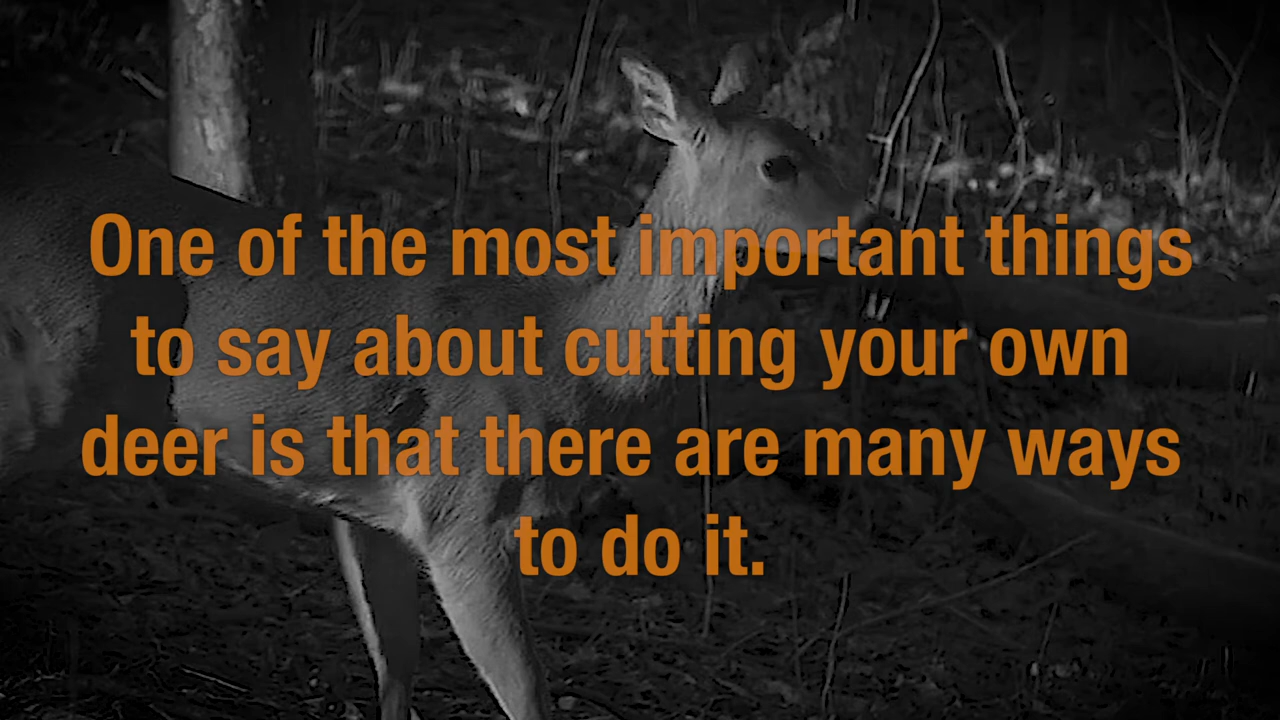 One of the most important things
to say about cutting your own
deer is that there are many ways
to do it.